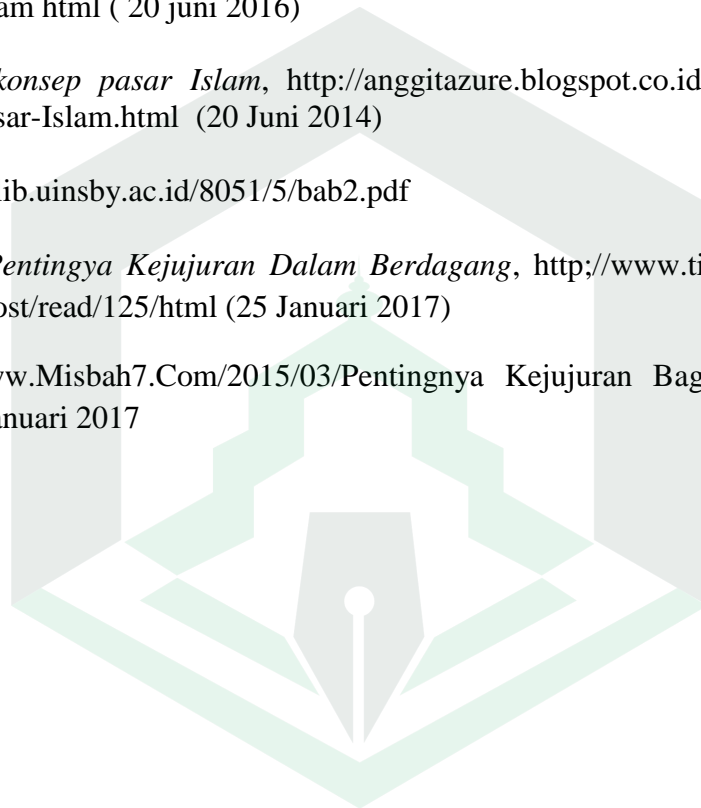 am html ( 20 juni 2016)
konsep pasar Islam, http://anggitazure.blogspot.co.id
sar-Islam.html (20 Juni 2014)
lib.uinsby.ac.id/8051/5/bab2.pdf
Pentingya Kejujuran Dalam Berdagang, http;//www.ti
ost/read/125/html (25 Januari 2017)
w.Misbah7.Com/2015/03/Pentingnya Kejujuran Bag
anuari 2017